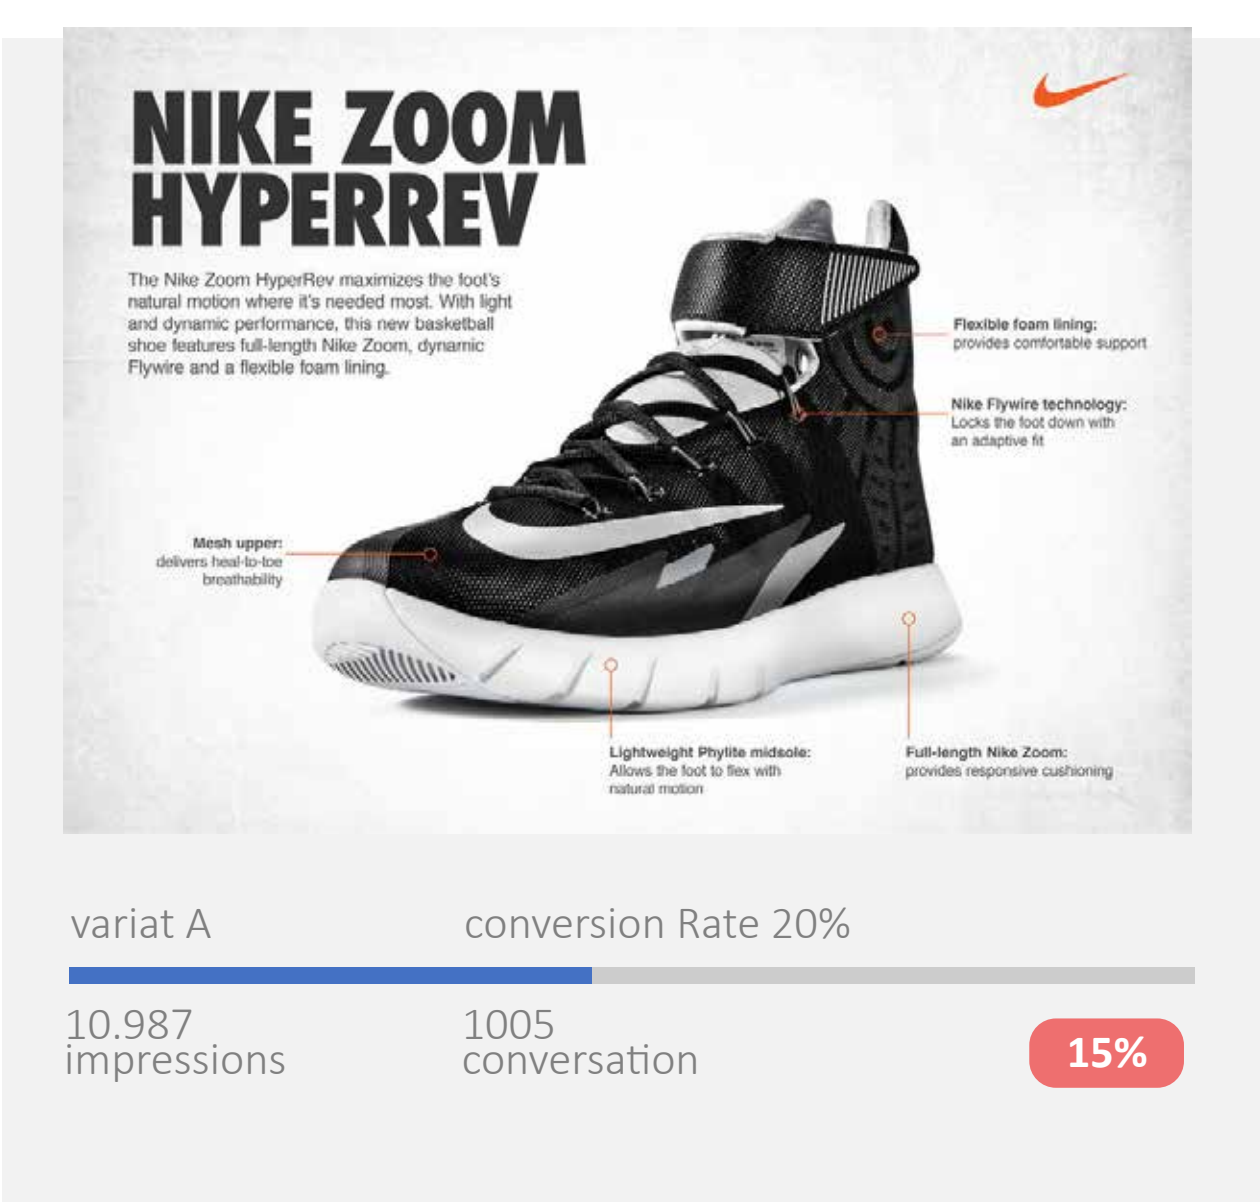 NIKE ZOOM
HYPERREV
The Nike Zoom HyperRev maximizes the foot's
natural motion where it's needed most. With light
and dynamic performance, this new basketball
shoe features full-length Nike Zoom, dynamic
Flywire and a flexible foam lining.
Flexible foam lining:
provides comfortable support
Nike Flywire technology:
Locks the foot down with
an adaptive fit
Mesh upper:
delivers heal-to-toe
breathability
Lightweight Phylite midsole:
Allows the foot to flex with
natural motion
Full-length Nike Zoom:
provides responsive cushioning
variat A
conversion Rate 20%
10.987
impressions
1005
conversation
15%